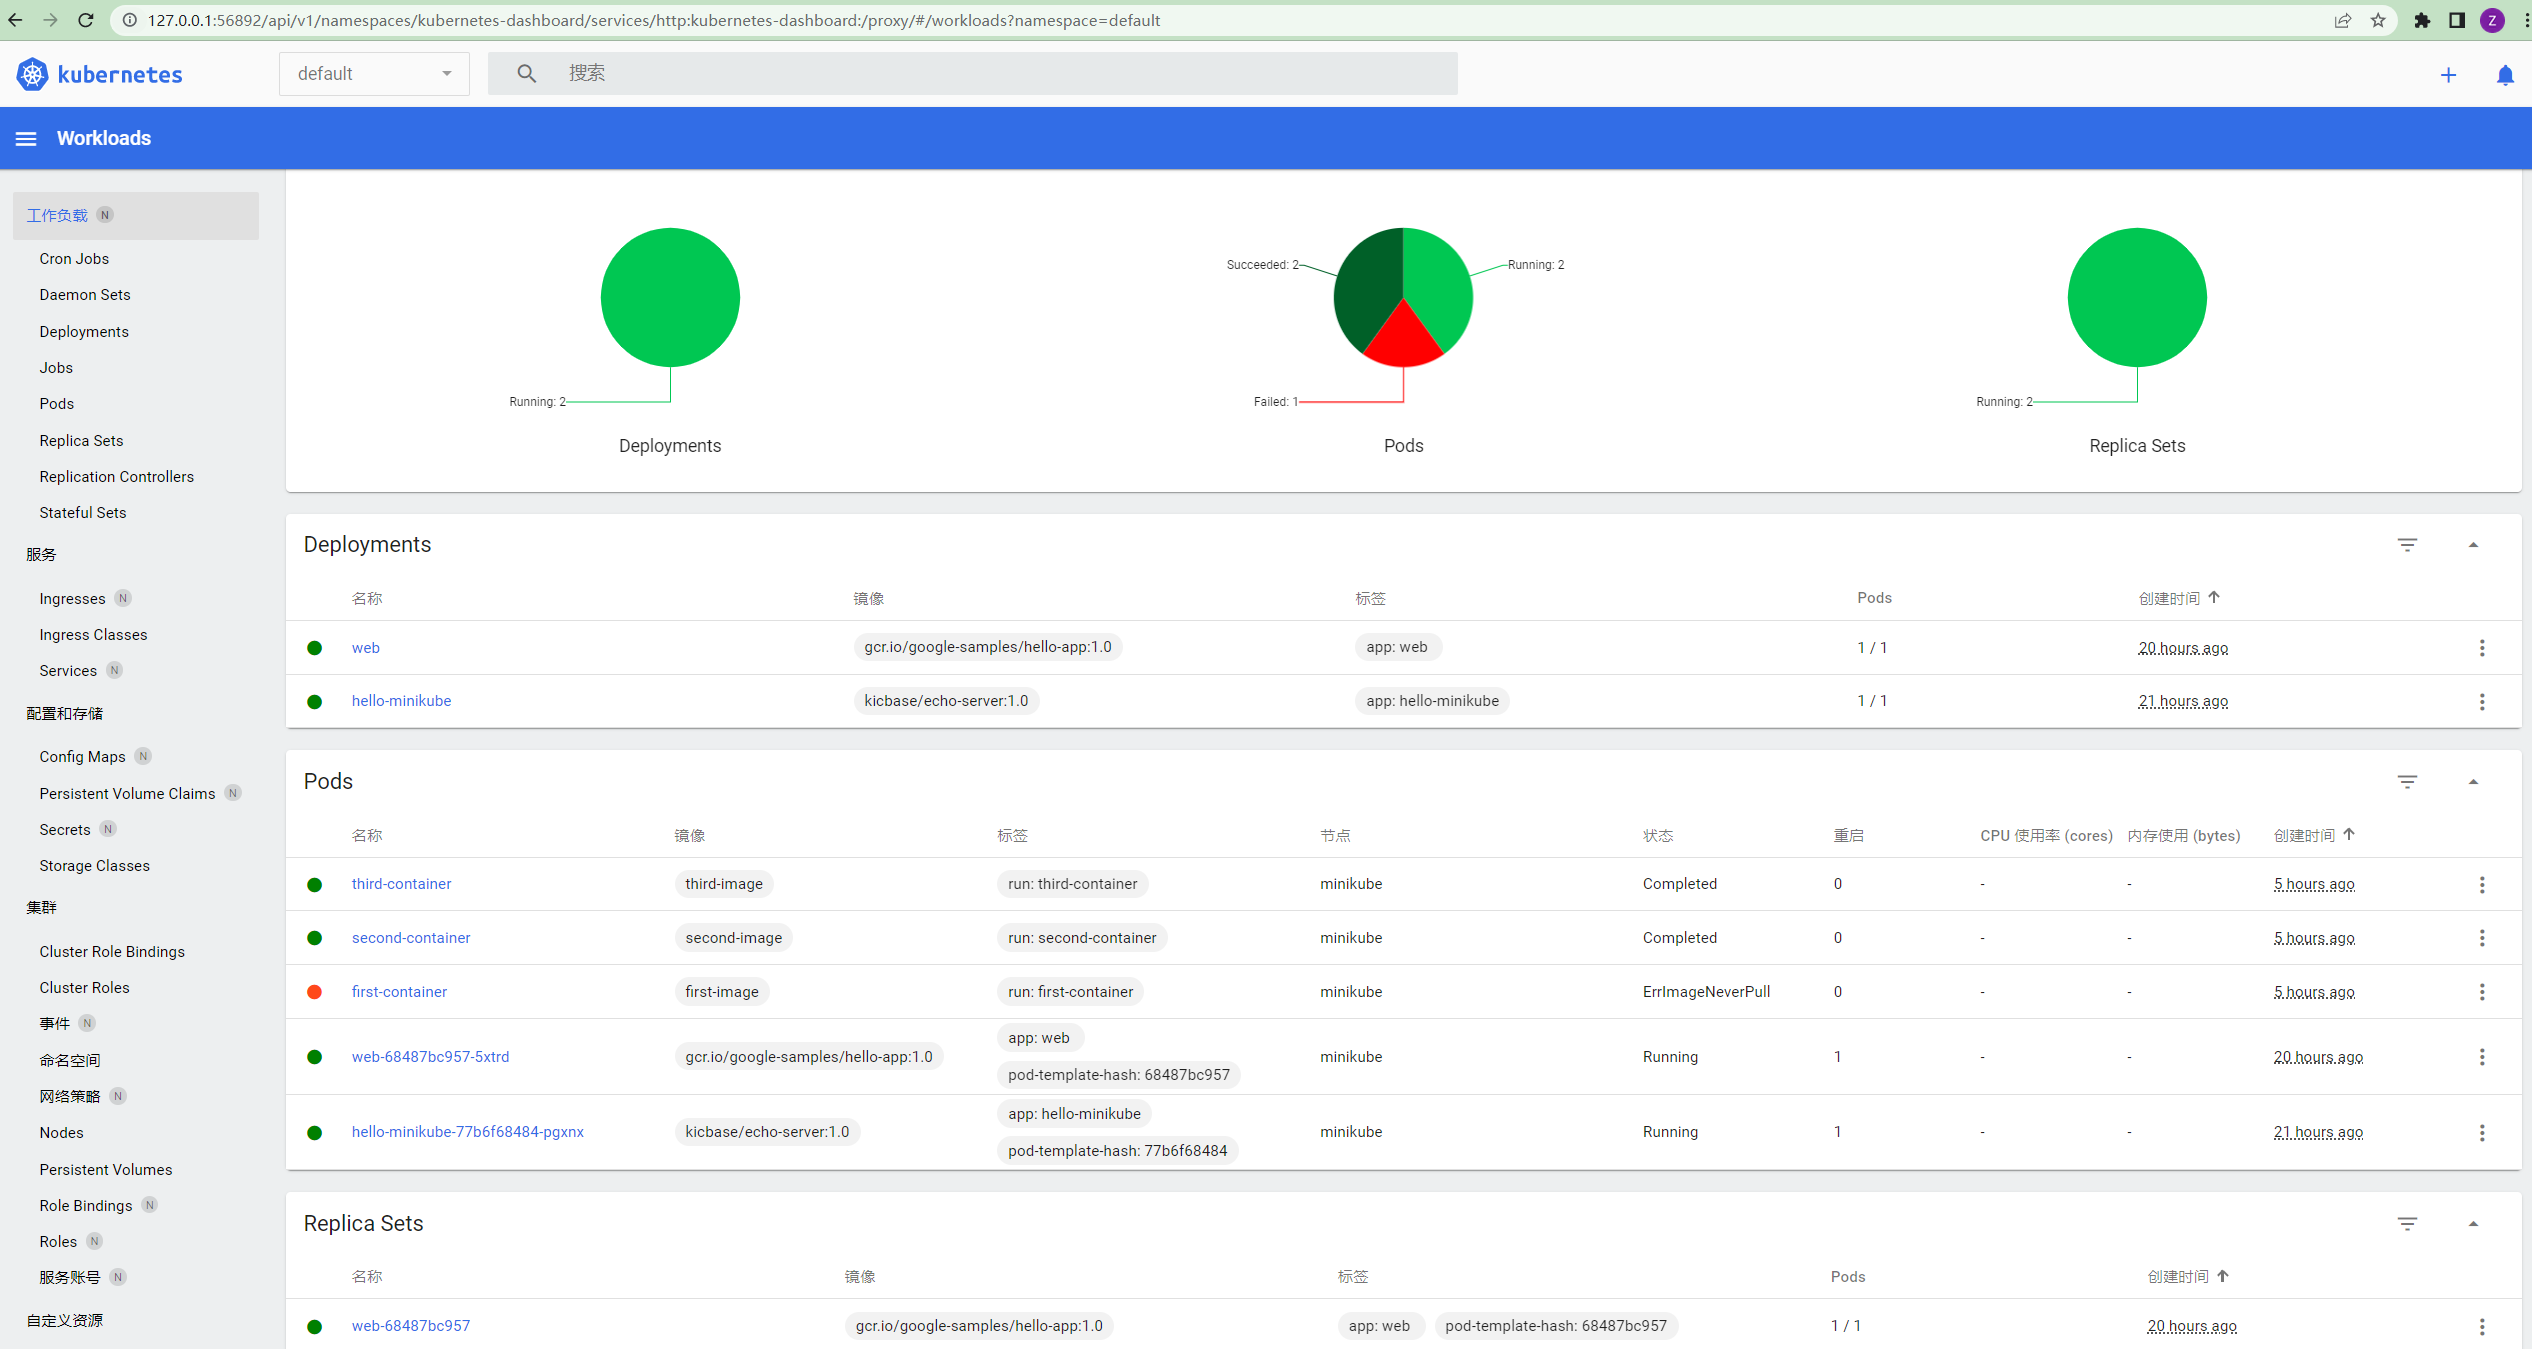 127.0.0.1:56892/api/v1/namespaces/kubernetes-dashboard/services/http:kubernetes-dashboard:/proxy/#/workloads?namespace=default
Z
kubernetes
default
搜索
Workloads
工作负载 N
Cron Jobs
Daemon Sets
Deployments
Jobs
Pods
Replica Sets
Replication Controllers
Stateful Sets
服务
Ingresses N
Ingress Classes
Services N
配置和存储
Config Maps N
Persistent Volume Claims N
Secrets N
Storage Classes
集群
Cluster Role Bindings
Cluster Roles
事件 N
命名空间
网络策略 N
Nodes
Persistent Volumes
Role Bindings N
Roles N
服务账号 N
自定义资源
Running: 2
Deployments
Succeeded: 2 Running: 2
Failed: 1
Pods
Running: 2
Replica Sets
Deployments
名称 镜像 标签 Pods 创建时间
web gcr.io/google-samples/hello-app:1.0 app: web 1 / 1 20 hours ago
hello-minikube kicbase/echo-server:1.0 app: hello-minikube 1 / 1 21 hours ago
Pods
名称 镜像 标签 节点 状态 重启 CPU 使用率 (cores) 内存使用 (bytes) 创建时间
third-container third-image run: third-container minikube Completed 0 - - 5 hours ago
second-container second-image run: second-container minikube Completed 0 - - 5 hours ago
first-container first-image run: first-container minikube ErrImageNeverPull 0 - - 5 hours ago
app: web
web-68487bc957-5xtrd gcr.io/google-samples/hello-app:1.0 minikube Running 1 - - 20 hours ago
pod-template-hash: 68487bc957
app: hello-minikube
hello-minikube-77b6f68484-pgxnx kicbase/echo-server:1.0 minikube Running 1 - - 21 hours ago
pod-template-hash: 77b6f68484
Replica Sets
名称 镜像 标签 Pods 创建时间
web-68487bc957 gcr.io/google-samples/hello-app:1.0 app: web pod-template-hash: 68487bc957 1 / 1 20 hours ago